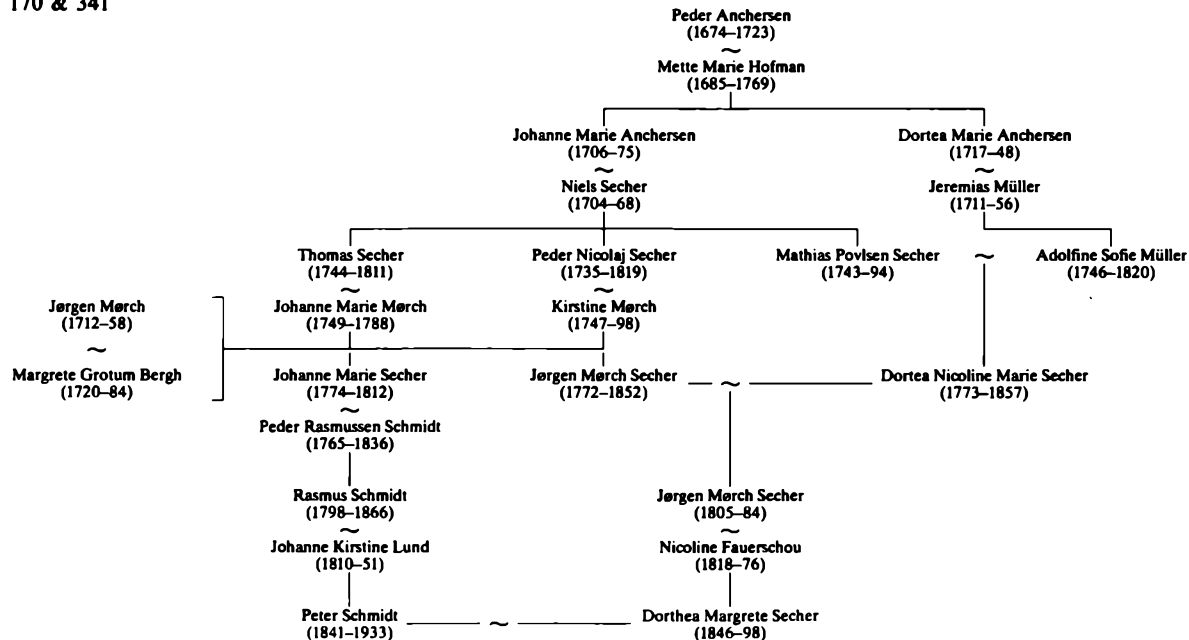 170 & 341
Peder Anchersen
(1674–1723)
~
Mette Marie Hofman
(1685–1769)
Johanne Marie Anchersen
(1706–75)
~
Niels Secher
(1704–68)
Dortea Marie Anchersen
(1717–48)
~
Jeremias Müller
(1711–56)
Thomas Secher
(1744–1811)
~
Johanne Marie Mørch
(1749–1788)
Peder Nicolaj Secher
(1735–1819)
~
Kirstine Mørch
(1747–98)
Mathias Povlsen Secher
(1743–94)
~
Adolfine Sofie Müller
(1746–1820)
Jørgen Mørch
(1712–58)
~
Margrete Grotum Bergh
(1720–84)
Johanne Marie Secher
(1774–1812)
~
Peder Rasmussen Schmidt
(1765–1836)
Jørgen Mørch Secher
(1772–1852)
~
Dortea Nicoline Marie Secher
(1773–1857)
Rasmus Schmidt
(1798–1866)
~
Johanne Kirstine Lund
(1810–51)
Jørgen Mørch Secher
(1805–84)
~
Nicoline Fauerschou
(1818–76)
Peter Schmidt
(1841–1933)
~
Dorthea Margrete Secher
(1846–98)